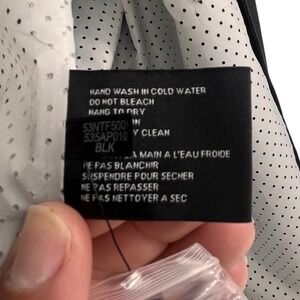 HAND WASH IN COLD WATER
DO NOT BLEACH
HANG TO DRY
ON
Y CLEAN
53NTF500
535AP010
BLK
A MAIN A L'EAU FROIDE
NE PAS BLANCHIR
SUSPENDRE POUR SECHER
NE PAS REPASSER
NE PAS NETTOYER A SEC